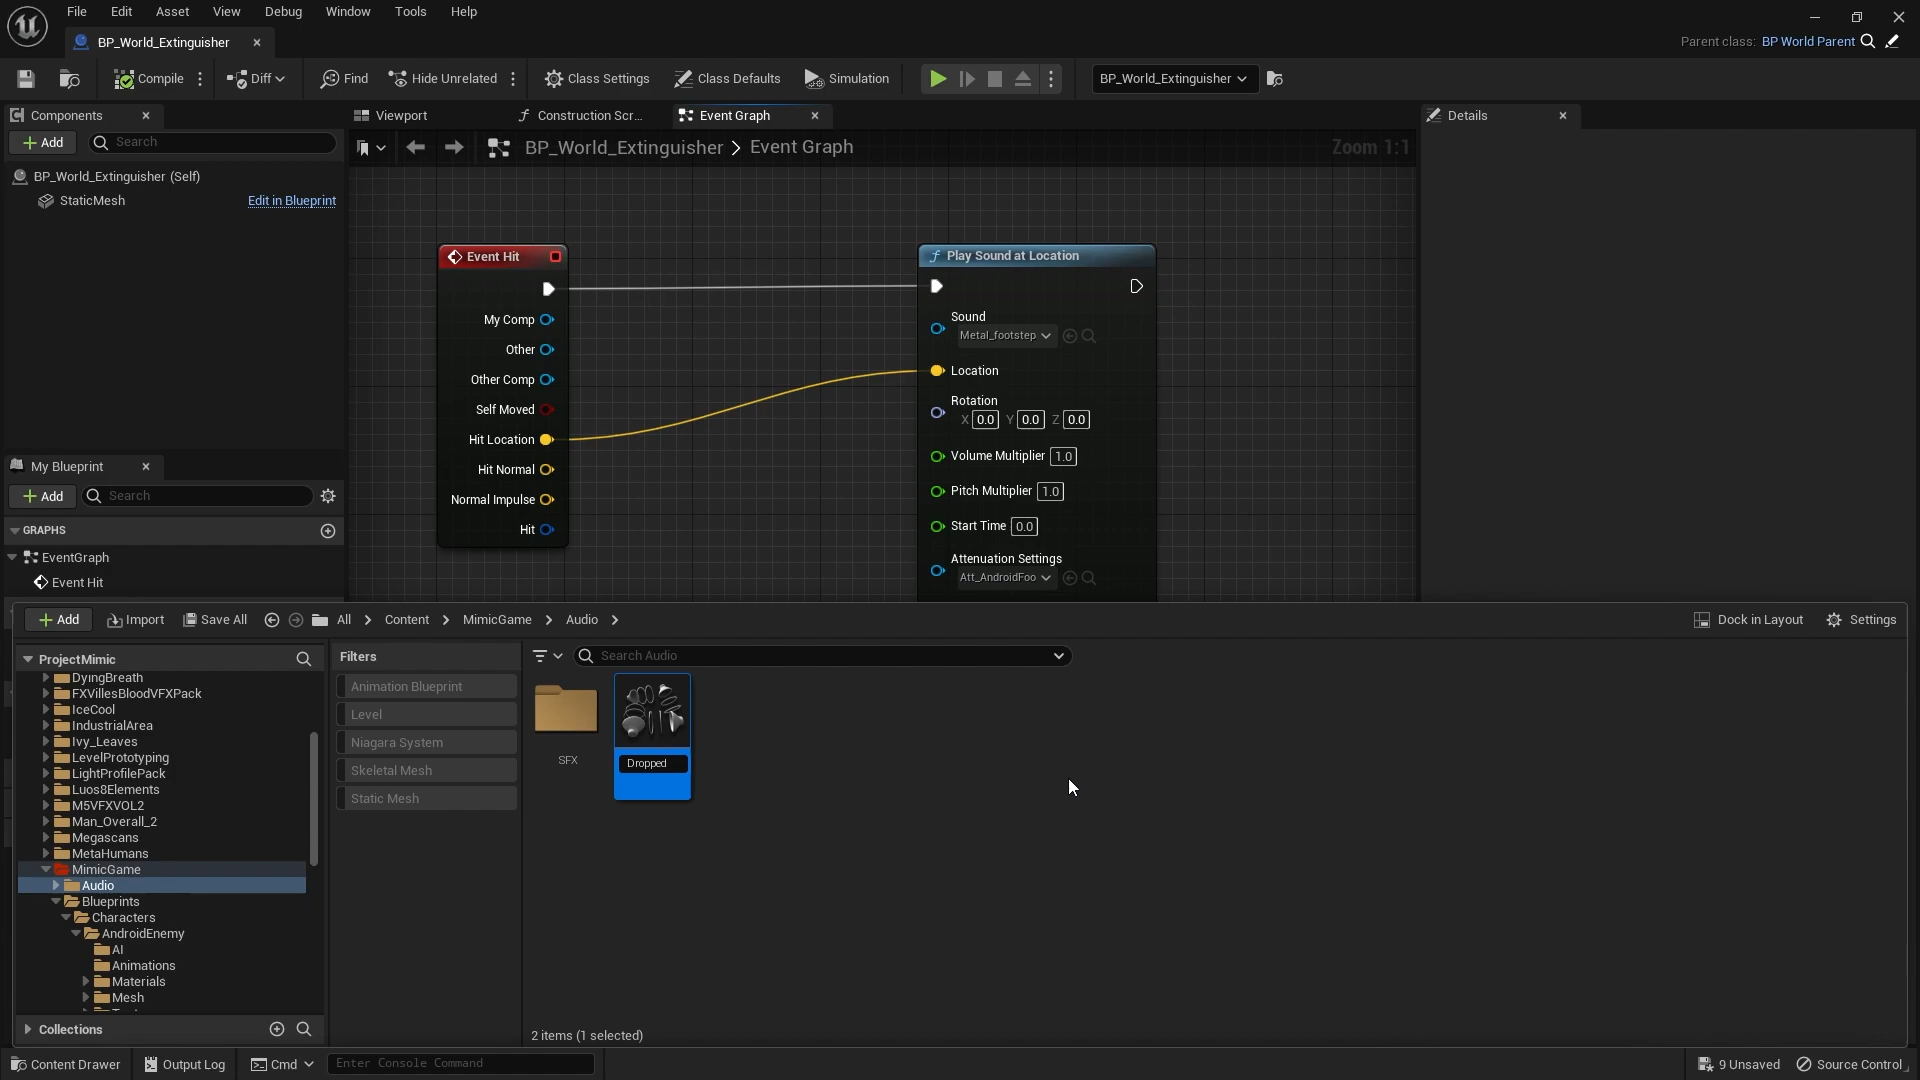 File Edit Asset View Debug Window Tools Help
BP_World_Extinguisher
Parent class: BP World Parent
Compile Diff Find Hide Unrelated Class Settings Class Defaults Simulation BP_World_Extinguisher
Components Viewport Construction Scr... Event Graph Details
Add Search
BP_World_Extinguisher > Event Graph Zoom 1:1
BP_World_Extinguisher (Self)
StaticMesh Edit in Blueprint
Event Hit
My Comp
Other
Other Comp
Self Moved
Hit Location
Hit Normal
Normal Impulse
Hit
Play Sound at Location
Sound
Metal_footstep
Location
Rotation
X 0.0 Y 0.0 Z 0.0
Volume Multiplier 1.0
Pitch Multiplier 1.0
Start Time 0.0
Attenuation Settings
Att_AndroidFoo
My Blueprint
Add Search
GRAPHS
EventGraph
Event Hit
Add Import Save All All Content MimicGame Audio Dock in Layout Settings
ProjectMimic
DyingBreath
FXVillesBloodVFXPack
IceCool
IndustrialArea
Ivy_Leaves
LevelPrototyping
LightProfilePack
Luos8Elements
M5VFXVOL2
Man_Overall_2
Megascans
MetaHumans
MimicGame
Audio
Blueprints
Characters
AndroidEnemy
AI
Animations
Materials
Mesh
Collections
Filters
Animation Blueprint
Level
Niagara System
Skeletal Mesh
Static Mesh
Search Audio
SFX
Dropped
2 items (1 selected)
Content Drawer Output Log Cmd Enter Console Command 9 Unsaved Source Control